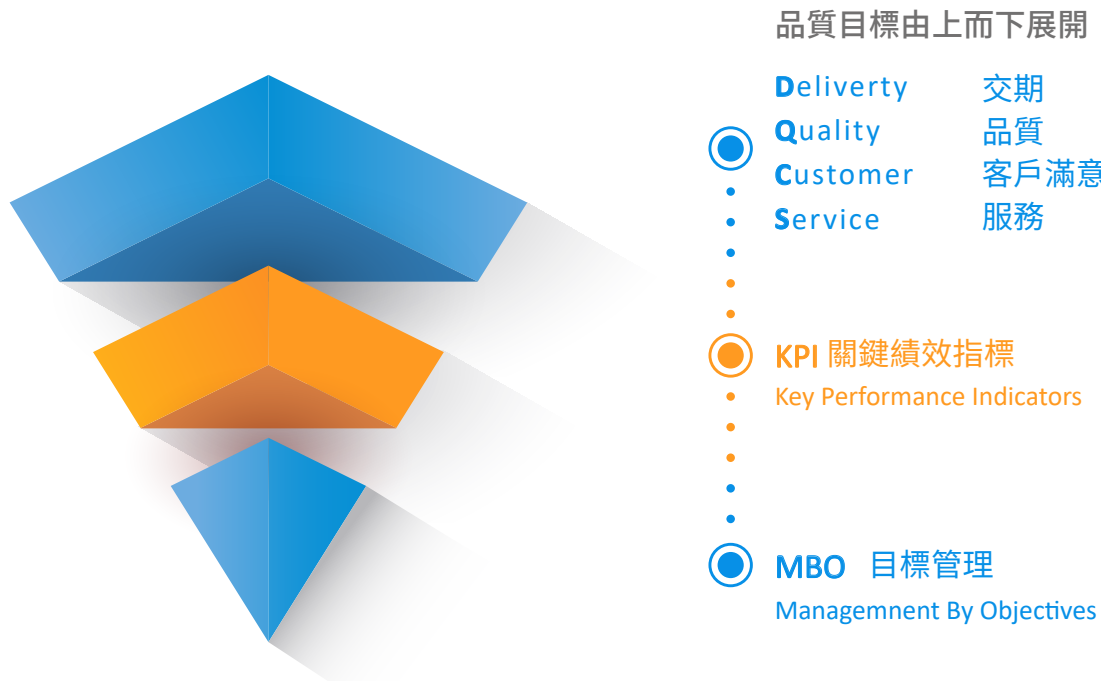 品質目標由上而下展開
Deliverty 交期
Quality 品質
Customer 客戶滿意
Service 服務
KPI 關鍵績效指標
Key Performance Indicators
MBO 目標管理
Managemnent By Objectives